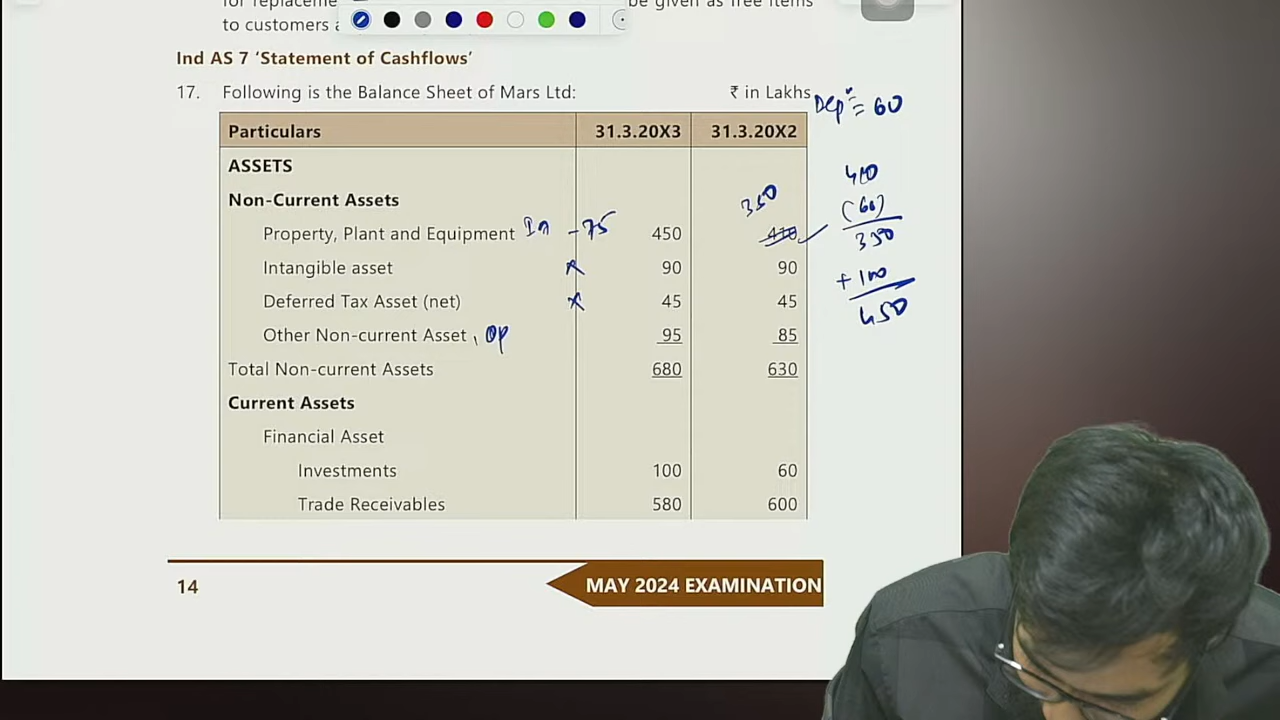 for replaceme be given as free items
to customers a
Ind AS 7 ‘Statement of Cashflows’
17. Following is the Balance Sheet of Mars Ltd: ₹ in Lakhs
Depn = 60
Particulars 31.3.20X3 31.3.20X2
ASSETS
410
Non-Current Assets 350
(60)
Property, Plant and Equipment In - 75 450 410
350
Intangible asset 90 90
+100
Deferred Tax Asset (net) 45 45
450
Other Non-current Asset, OP 95 85
Total Non-current Assets 680 630
Current Assets
Financial Asset
Investments 100 60
Trade Receivables 580 600
14 MAY 2024 EXAMINATION